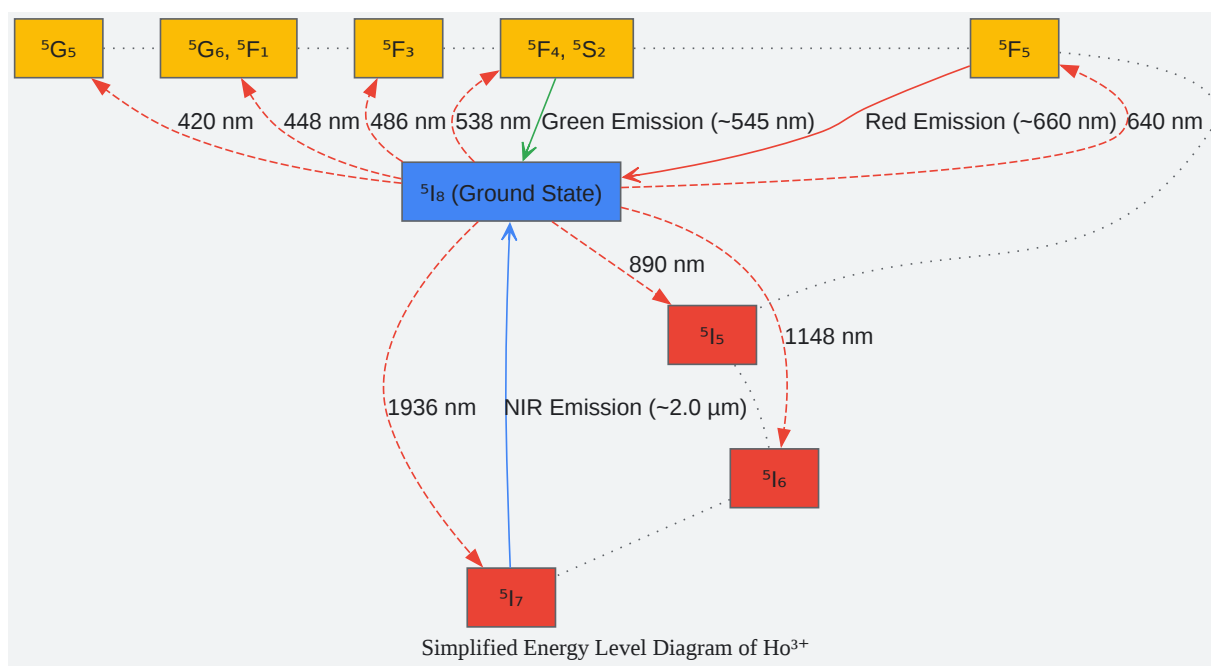 ⁵G₅
⁵G₆, ⁵F₁
⁵F₃
⁵F₄, ⁵S₂
⁵F₅
420 nm
448 nm
486 nm
538 nm
Green Emission (~545 nm)
Red Emission (~660 nm)
640 nm
⁵I₈ (Ground State)
890 nm
⁵I₅
1148 nm
1936 nm
NIR Emission (~2.0 µm)
⁵I₆
⁵I₇
Simplified Energy Level Diagram of Ho³⁺